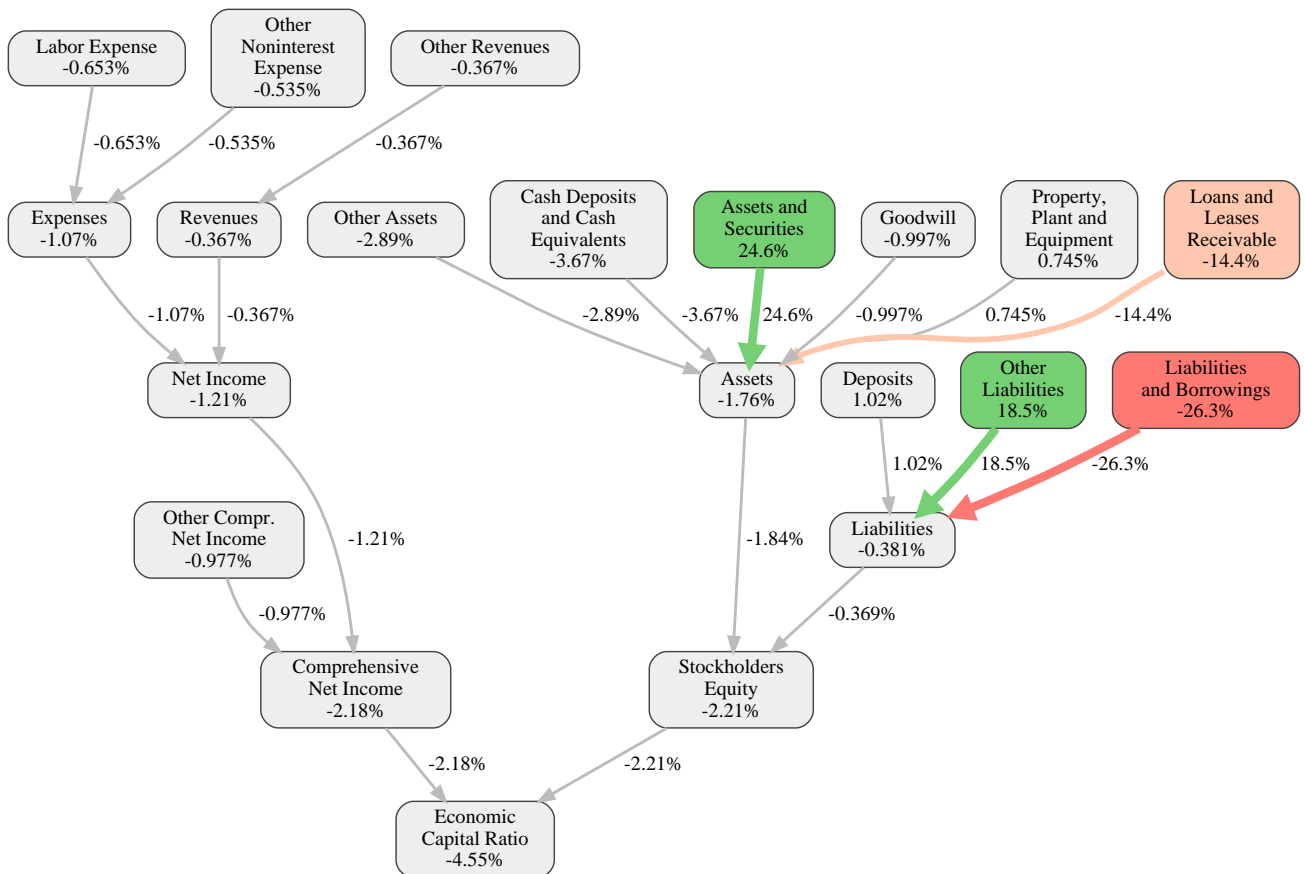 Labor Expense
-0.653%
Other
Noninterest
Expense
-0.535%
Other Revenues
-0.367%
-0.653%
-0.535%
-0.367%
Expenses
-1.07%
Revenues
-0.367%
Other Assets
-2.89%
Cash Deposits
and Cash
Equivalents
-3.67%
Assets and
Securities
24.6%
Goodwill
-0.997%
Property,
Plant and
Equipment
0.745%
Loans and
Leases
Receivable
-14.4%
-1.07%
-0.367%
-2.89%
-3.67%
24.6%
-0.997%
0.745%
-14.4%
Net Income
-1.21%
Assets
-1.76%
Deposits
1.02%
Other
Liabilities
18.5%
Liabilities
and Borrowings
-26.3%
1.02%
18.5%
-26.3%
Other Compr.
Net Income
-0.977%
-1.21%
-1.84%
Liabilities
-0.381%
-0.977%
-0.369%
Comprehensive
Net Income
-2.18%
Stockholders
Equity
-2.21%
-2.18%
-2.21%
Economic
Capital Ratio
-4.55%